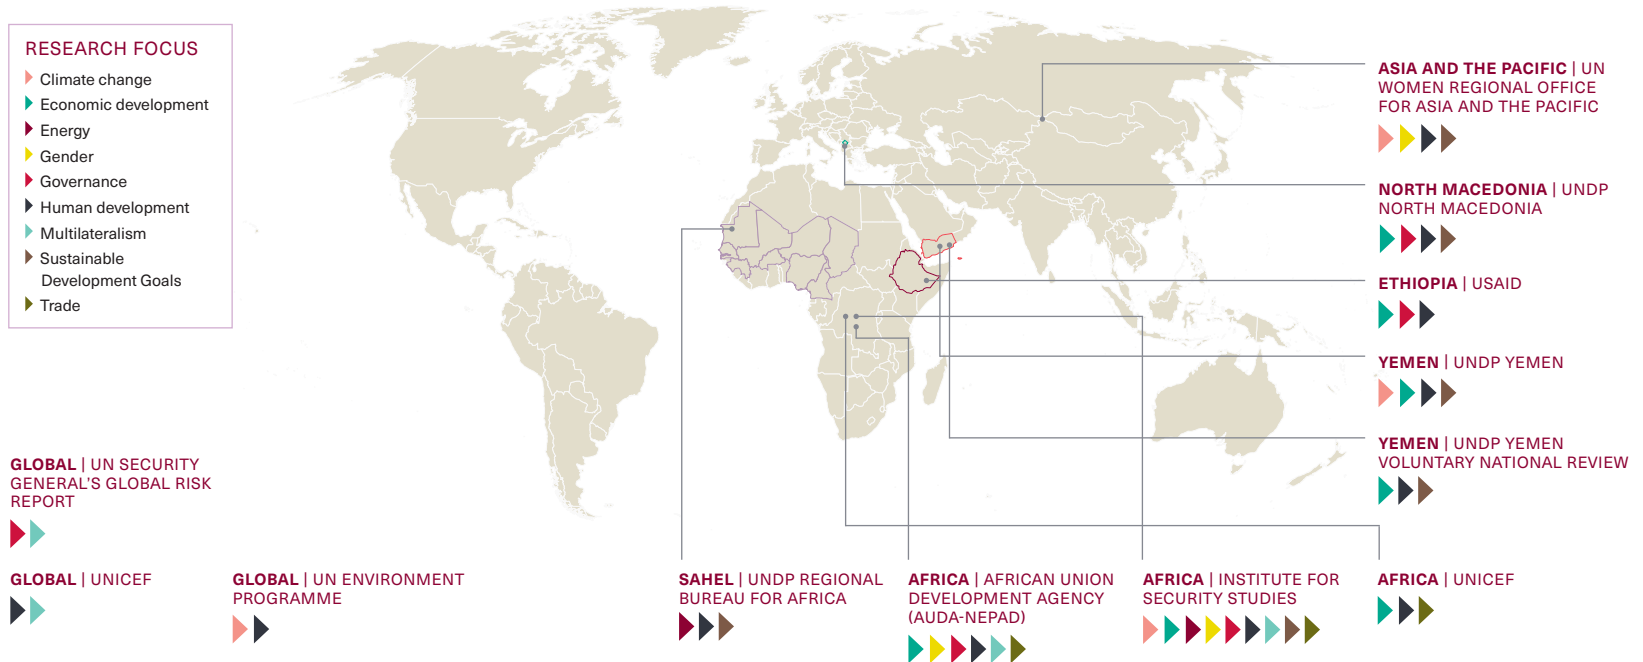 RESEARCH FOCUS
Climate change
Economic development
Energy
Gender
Governance
Human development
Multilateralism
Sustainable
Development Goals
Trade
ASIA AND THE PACIFIC | UN
WOMEN REGIONAL OFFICE
FOR ASIA AND THE PACIFIC
NORTH MACEDONIA | UNDP
NORTH MACEDONIA
ETHIOPIA | USAID
YEMEN | UNDP YEMEN
YEMEN | UNDP YEMEN
VOLUNTARY NATIONAL REVIEW
GLOBAL | UN SECURITY
GENERAL'S GLOBAL RISK
REPORT
GLOBAL | UNICEF
GLOBAL | UN ENVIRONMENT
PROGRAMME
SAHEL | UNDP REGIONAL
BUREAU FOR AFRICA
AFRICA | AFRICAN UNION
DEVELOPMENT AGENCY
(AUDA-NEPAD)
AFRICA | INSTITUTE FOR
SECURITY STUDIES
AFRICA | UNICEF